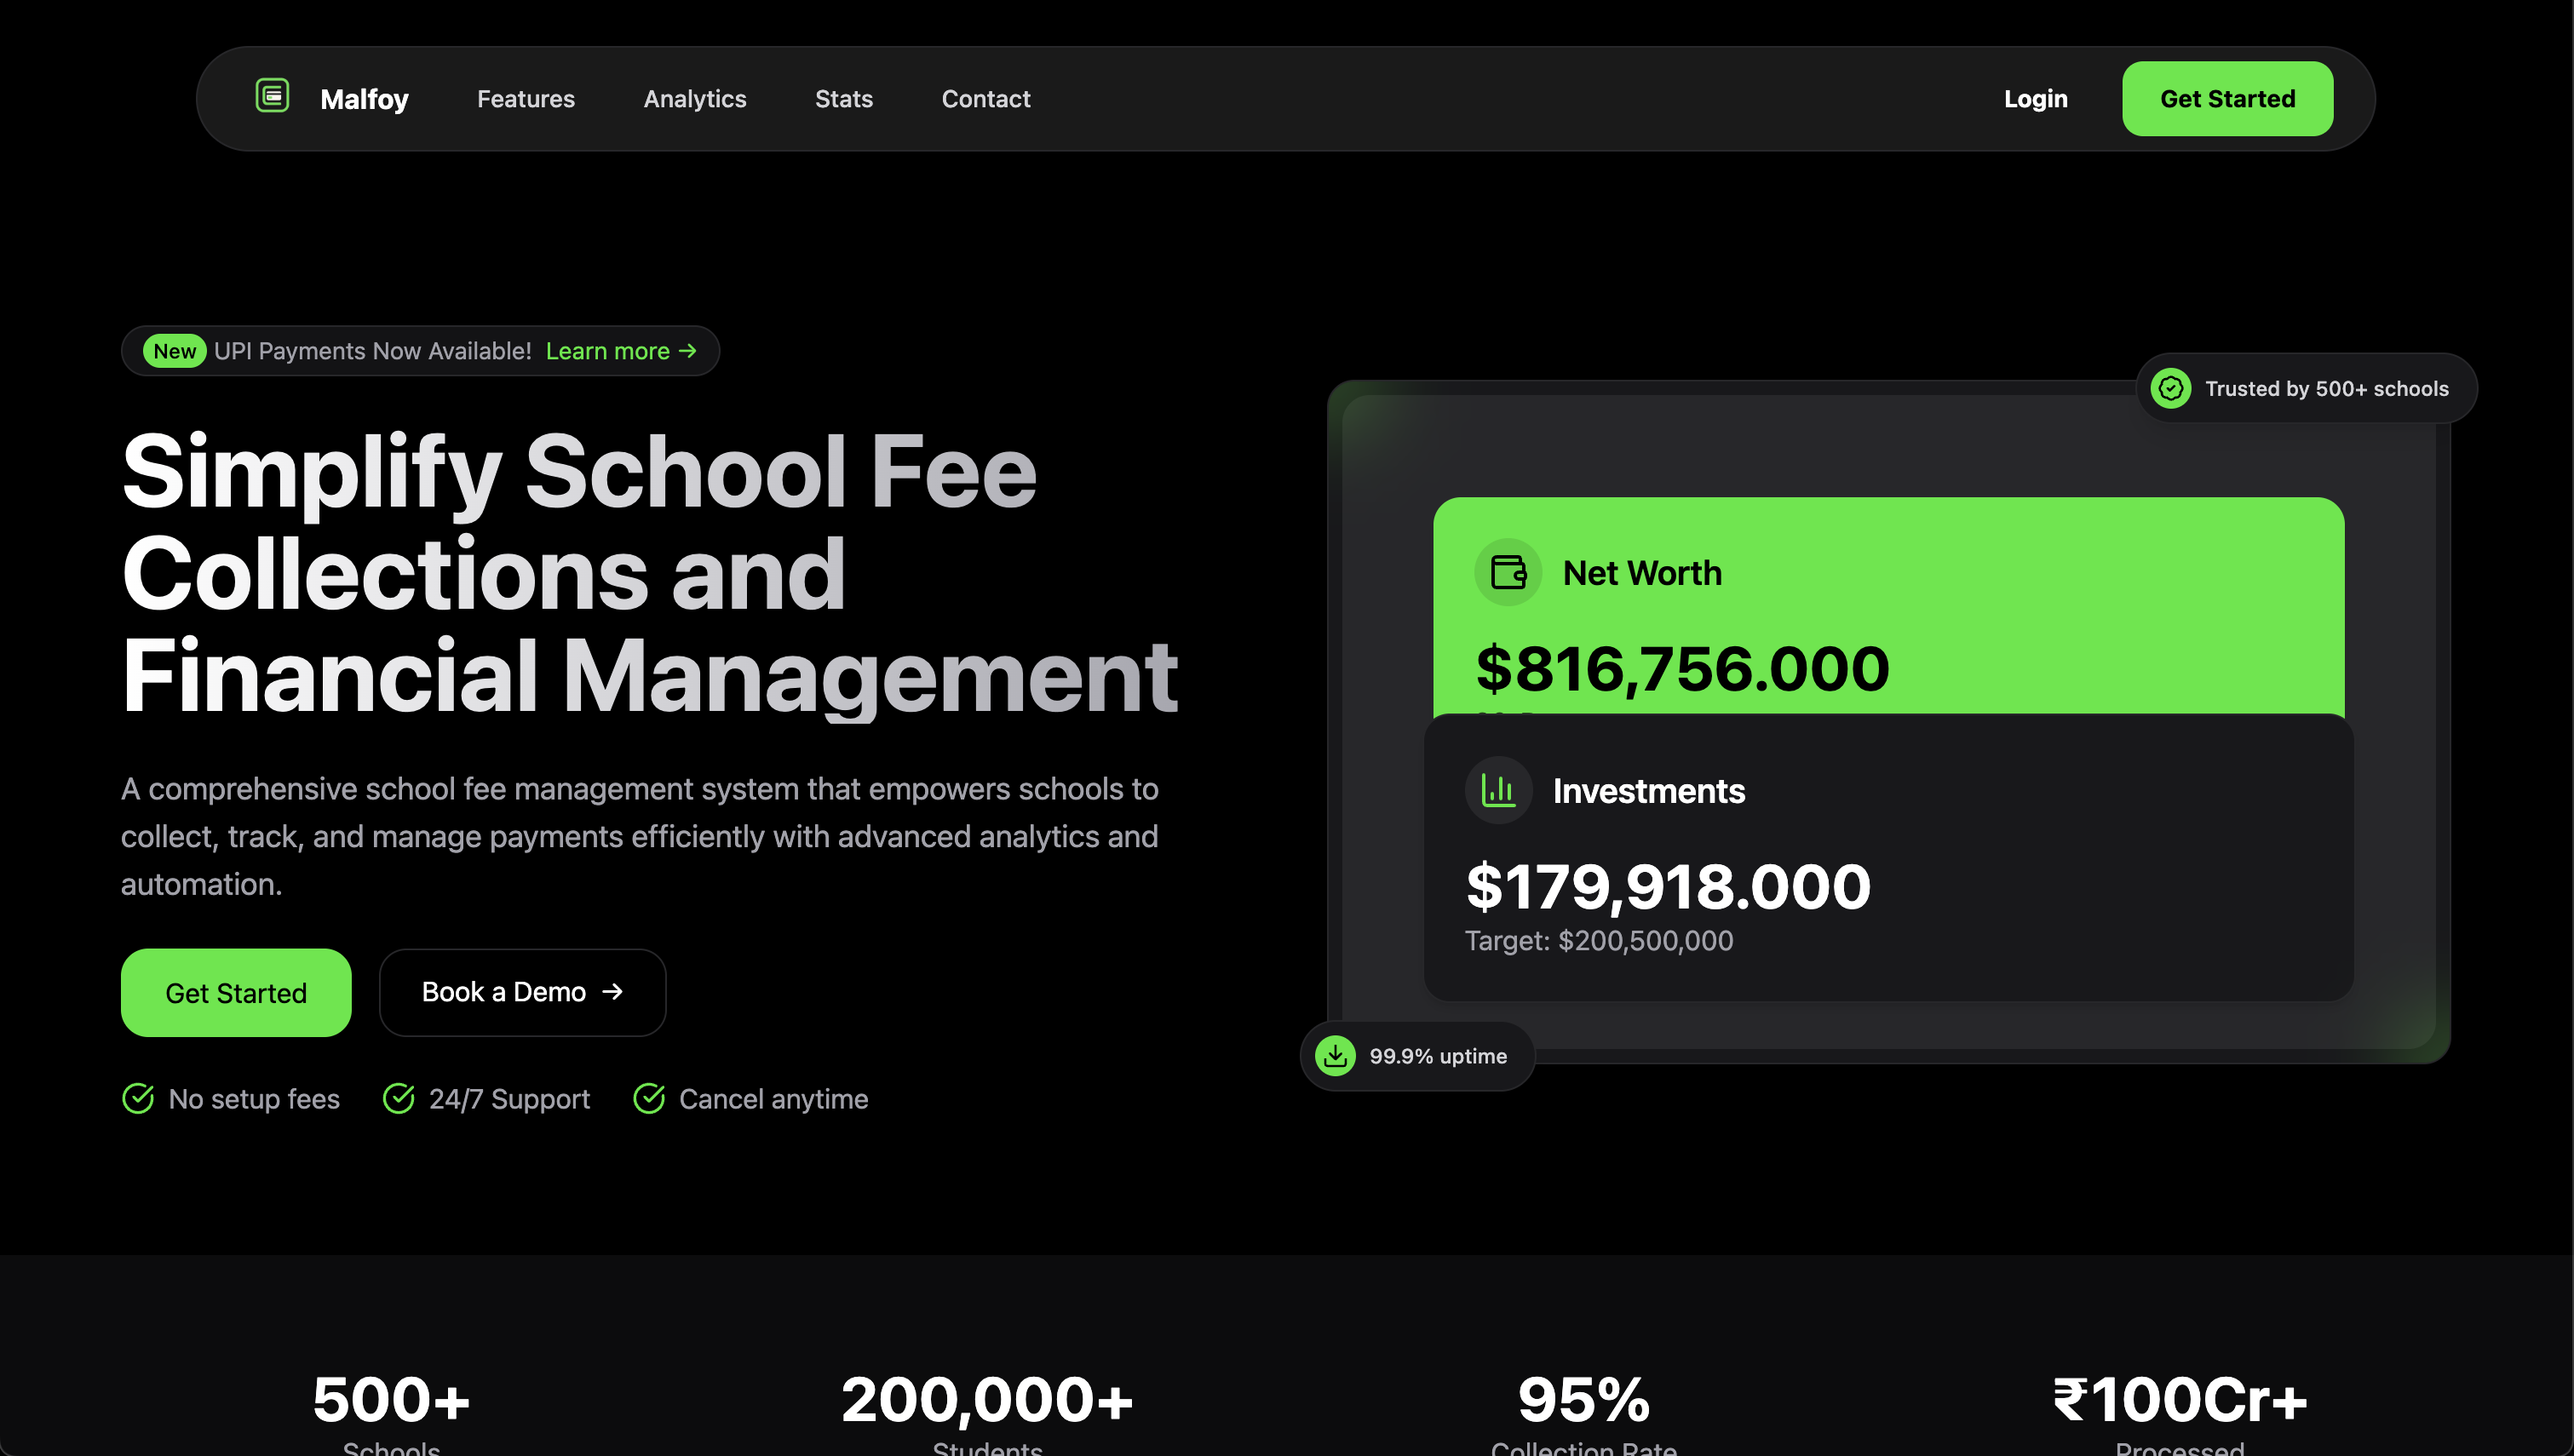 Malfoy
Features
Analytics
Stats
Contact
Login
Get Started
New UPI Payments Now Available! Learn more →
Simplify School Fee
Collections and
Financial Management
A comprehensive school fee management system that empowers schools to
collect, track, and manage payments efficiently with advanced analytics and
automation.
Get Started
Book a Demo →
No setup fees
24/7 Support
Cancel anytime
Trusted by 500+ schools
Net Worth
$816,756.000
Investments
$179,918.000
Target: $200,500,000
99.9% uptime
500+
200,000+
95%
₹100Cr+
Schools
Students
Collection Rate
Processed